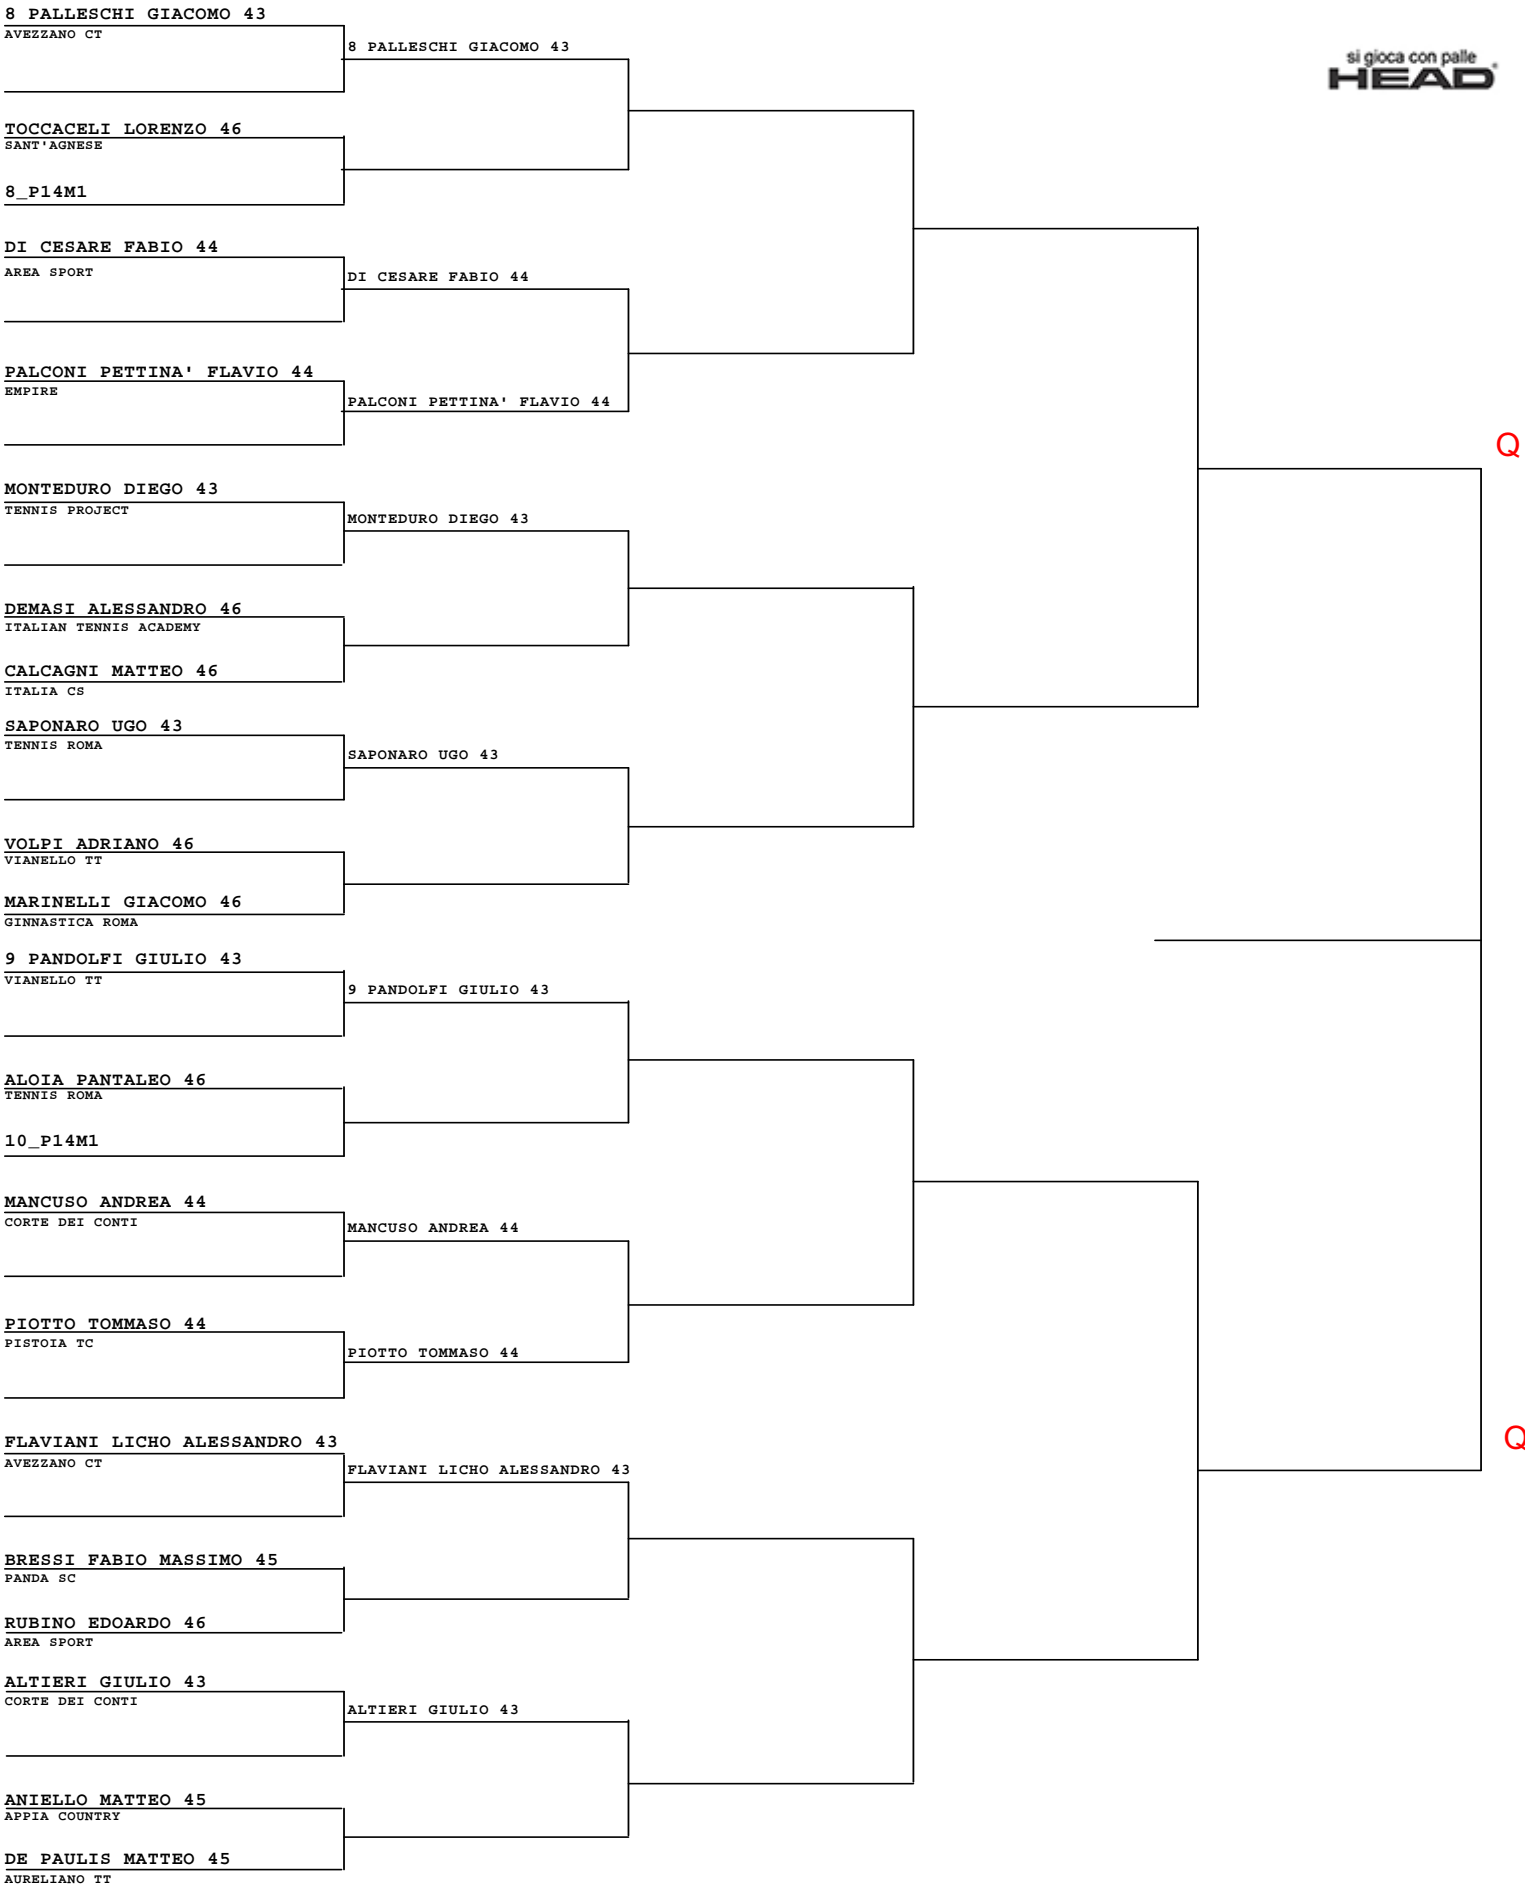 8 PALLESCHI GIACOMO 43
AVEZZANO CT
8 PALLESCHI GIACOMO 43
si gioca con palle
HEAD®
TOCCACELI LORENZO 46
SANT'AGNESE
8_P14M1
DI CESARE FABIO 44
AREA SPORT
DI CESARE FABIO 44
PALCONI PETTINA' FLAVIO 44
EMPIRE
PALCONI PETTINA' FLAVIO 44
Q
MONTEDURO DIEGO 43
TENNIS PROJECT
MONTEDURO DIEGO 43
DEMASI ALESSANDRO 46
ITALIAN TENNIS ACADEMY
CALCAGNI MATTEO 46
ITALIA CS
SAPONARO UGO 43
TENNIS ROMA
SAPONARO UGO 43
VOLPI ADRIANO 46
VIANELLO TT
MARINELLI GIACOMO 46
GINNASTICA ROMA
9 PANDOLFI GIULIO 43
VIANELLO TT
9 PANDOLFI GIULIO 43
ALOIA PANTALEO 46
TENNIS ROMA
10_P14M1
MANCUSO ANDREA 44
CORTE DEI CONTI
MANCUSO ANDREA 44
PIOTTO TOMMASO 44
PISTOIA TC
PIOTTO TOMMASO 44
Q
FLAVIANI LICHO ALESSANDRO 43
AVEZZANO CT
FLAVIANI LICHO ALESSANDRO 43
BRESSI FABIO MASSIMO 45
PANDA SC
RUBINO EDOARDO 46
AREA SPORT
ALTIERI GIULIO 43
CORTE DEI CONTI
ALTIERI GIULIO 43
ANIELLO MATTEO 45
APPIA COUNTRY
DE PAULIS MATTEO 45
AURELIANO TT